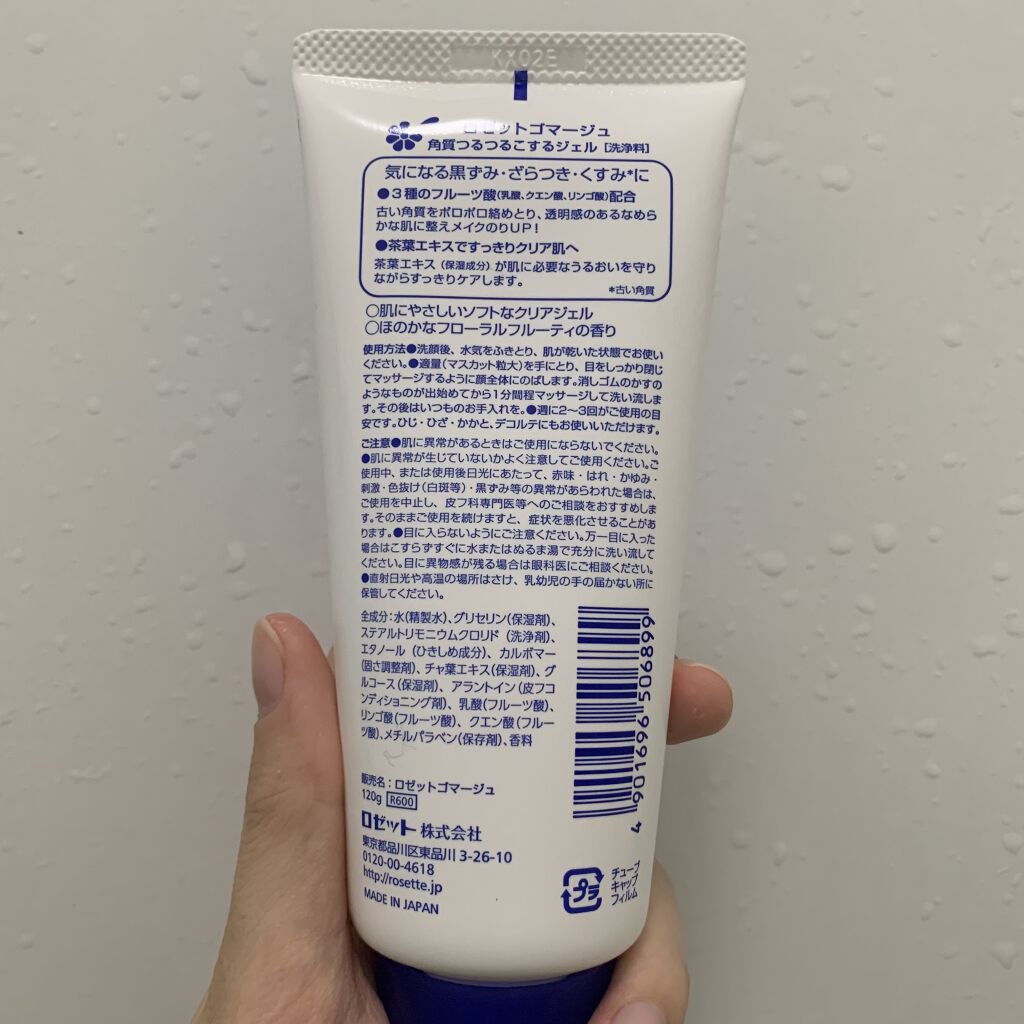 KX02E
ロゼットゴマージュ
角質つるつるこするジェル [洗浄料]
気になる黒ずみ・ざらつき・くすみ*に
●3種のフルーツ酸(乳酸、クエン酸、リンゴ酸)配合
古い角質をポロポロ絡めとり、透明感のあるなめら
かな肌に整えメイクのりUP!
●茶葉エキスですっきりクリア肌へ
茶葉エキス(保湿成分)が肌に必要なうるおいを守り
ながらすっきりケアします。
*古い角質
○肌にやさしいソフトなクリアジェル
○ほのかなフローラルフルーティの香り
使用方法●洗顔後、水気をふきとり、肌が乾いた状態でお使い
ください。●適量(マスカット粒大)を手にとり、目をしっかり閉じ
てマッサージするように顔全体にのばします。消しゴムのかすの
ようなものが出始めてから1分間程マッサージして洗い流しま
す。その後はいつものお手入れを。●週に2〜3回がご使用の目
安です。ひじ・ひざ・かかと、デコルテにもお使いいただけます。
ご注意●肌に異常があるときはご使用にならないでください。
●肌に異常が生じていないかよく注意してご使用ください。ご
使用中、または使用後日光にあたって、赤味・はれ・かゆみ・
刺激・色抜け(白斑等)・黒ずみ等の異常があらわれた場合は、
ご使用を中止し、皮フ科専門医等へのご相談をおすすめしま
す。そのままご使用を続けますと、症状を悪化させることがあ
ります。●目に入らないようにご注意ください。万一目に入った
場合はこすらずすぐに水またはぬるま湯で充分に洗い流して
ください。目に異物感が残る場合は眼科医にご相談ください。
●直射日光や高温の場所はさけ、乳幼児の手の届かない所に
保管してください。
全成分:水(精製水)、グリセリン(保湿剤)、
ステアルトリモニウムクロリド (洗浄剤)、
エタノール (ひきしめ成分)、カルボマー
(固さ調整剤)、チャ葉エキス(保湿剤)、グ
ルコース(保湿剤)、アラントイン(皮フコ
ンディショニング剤)、乳酸(フルーツ酸)、
リンゴ酸(フルーツ酸)、クエン酸(フルー
ツ酸)、メチルパラベン(保存剤)、香料
4 901696 506899
販売名:ロゼットゴマージュ
120g R600
ロゼット 株式会社
東京都品川区東品川 3-26-10
0120-00-4618
http://rosette.jp
MADE IN JAPAN
プラ
チューブ
キャップ
フィルム